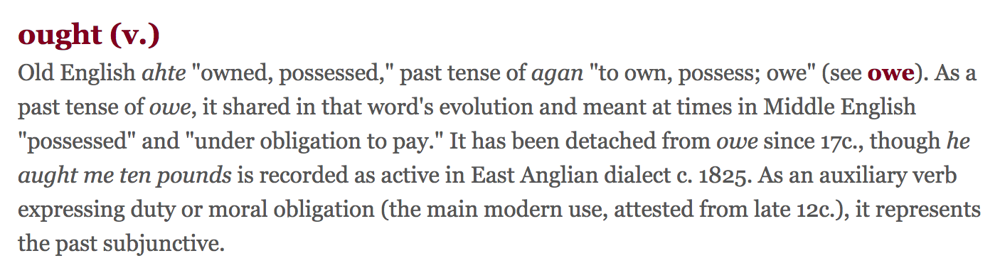 ought (v.)
Old English ahte "owned, possessed," past tense of agan "to own, possess; owe" (see owe). As a
past tense of owe, it shared in that word's evolution and meant at times in Middle English
"possessed" and "under obligation to pay." It has been detached from owe since 17c., though he
aught me ten pounds is recorded as active in East Anglian dialect c. 1825. As an auxiliary verb
expressing duty or moral obligation (the main modern use, attested from late 12c.), it represents
the past subjunctive.